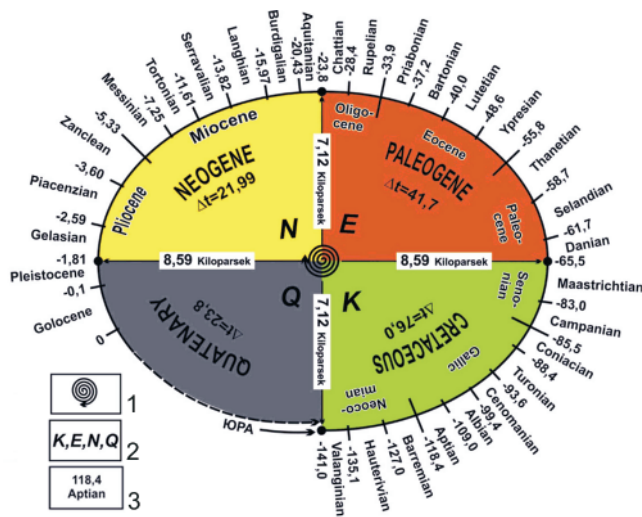 Aquitanian
-20,43
Burdigalian
-15,97
Langhian
-13,82
Serravalian
-11,61
Tortonian
-7,25
Messinian
-5,33
Zanclean
-3,60
Piacenzian
-2,59
Gelasian
-1,81
Pleistocene
-0,1
Golocene
0
-23,8
Chattian
-28,4
Rupelian
-33,9
Priabonian
-37,2
Bartonian
-40,0
Lutetian
-48,6
Ypresian
-55,8
Thanetian
-58,7
Selandian
-61,7
Danian
-65,5
Maastrichtian
-83,0
Campanian
-85,5
Coniacian
-88,4
Turonian
-93,6
Cenomanian
-99,4
Albian
-109,0
Aptian
-118,4
Barremian
-127,0
Hauterivian
-135,1
Valanginian
-141,0
Miocene
Pliocene
NEOGENE
Δt=21,99
N
Oligo-
cene
Eocene
Paleo-
cene
PALEOGENE
Δt=41,7
E
7,12
Kiloparsek
8,59 Kiloparsek
8,59 Kiloparsek
7,12
Kiloparsek
Q
QUATENARY
Δt=23,8
K
CRETACEOUS
Δt=76,0
Seno-
nian
Gallic
Neoco-
mian
ЮРА
1
K,E,N,Q
2
118,4
Aptian
3